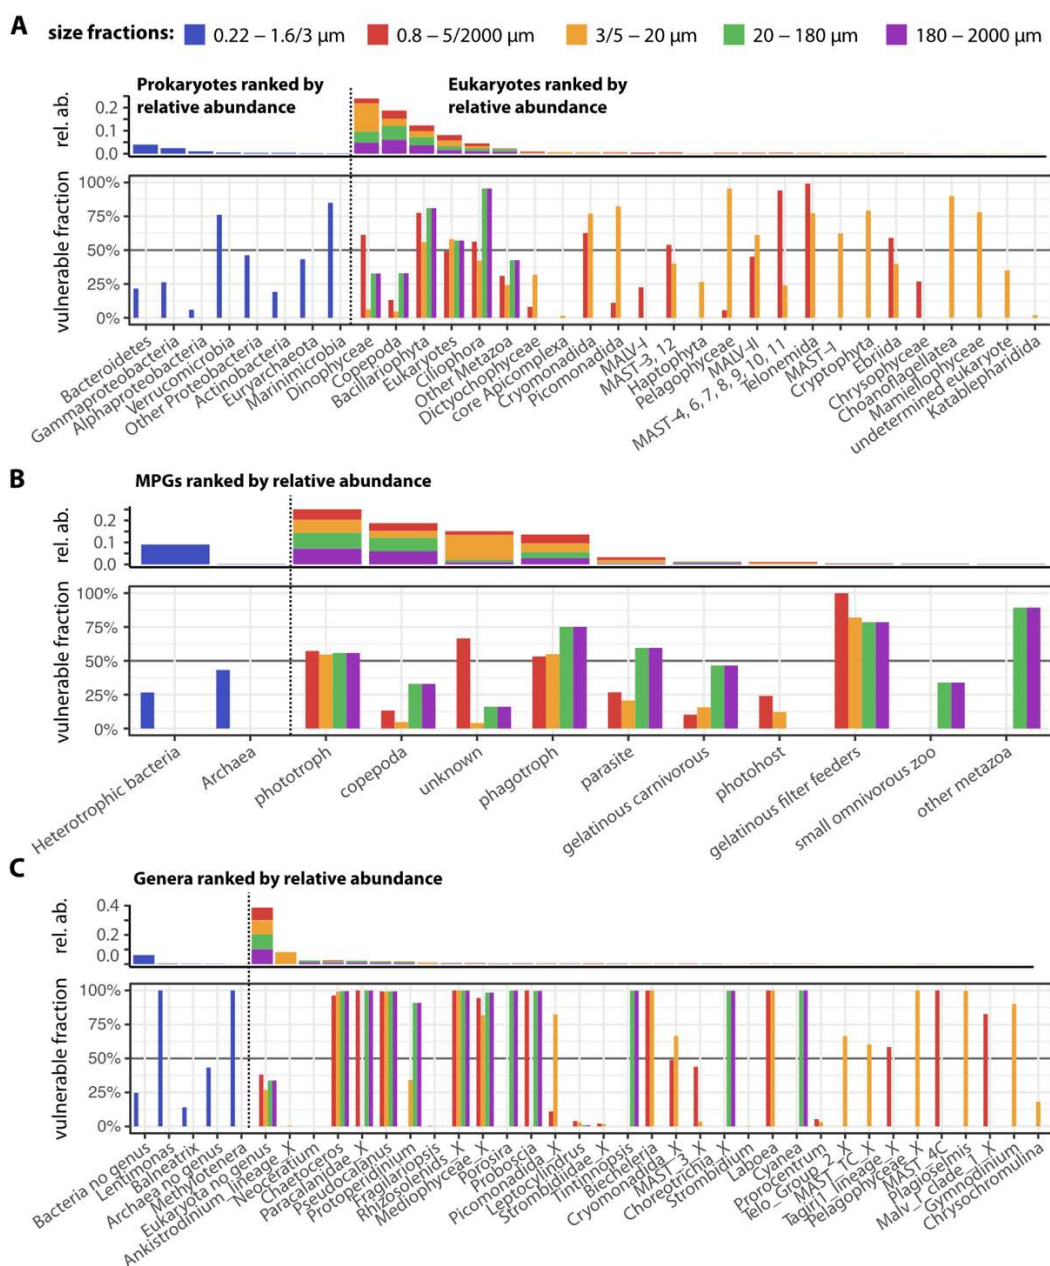 A size fractions: 0.22 – 1.6/3 μm 0.8 – 5/2000 μm 3/5 – 20 μm 20 – 180 μm 180 – 2000 μm
Prokaryotes ranked by
relative abundance
Eukaryotes ranked by
relative abundance
rel. ab.
0.2
0.1
0.0
vulnerable fraction
100%
75%
50%
25%
0%
Bacteroidetes
Gammaproteobacteria
Alphaproteobacteria
Verrucomicrobia
Other Proteobacteria
Actinobacteria
Euryarchaeota
Marinimicrobia
Dinophyceae
Copepoda
Bacillariophyta
Eukaryotes
Ciliophora
Other Metazoa
Dictyochophyceae
core Apicomplexa
Cryomonadida
Picomonadida
MALV-I
MAST-3, 12
Haptophyta
Pelagophyceae
MALV-II
MAST-4, 6, 7, 8, 9, 10, 11
Telonemida
MAST-1
Cryptophyta
Ebriida
Chrysophyceae
Choanoflagellatea
Mamiellophyceae
undetermined eukaryote
Katablepharidida
B
MPGs ranked by relative abundance
rel. ab.
0.2
0.1
0.0
vulnerable fraction
100%
75%
50%
25%
0%
Heterotrophic bacteria
Archaea
phototroph
copepoda
unknown
phagotroph
parasite
gelatinous carnivorous
photohost
gelatinous filter feeders
small omnivorous zoo
other metazoa
C
Genera ranked by relative abundance
rel. ab.
0.4
0.2
0.0
vulnerable fraction
100%
75%
50%
25%
0%
Bacteria no genus
Lentimonas
Balneatrix
Archaea no genus
Methylotenera
Eukaryota no genus
Ankistrodinium_lineage_X
Neoceratium
Chaetoceros
Paracalanidae_X
Pseudocalanus
Protoperidinium
Fragilariopsis
Rhizosolenids_X
Mediophyceae_X
Porosira
Proboscia
Picomonadida_X
Leptocylindrus
Strombidiidae_X
Tintinnopsis
Biecheleria
Cryomonadida_X
MAST_3_X
Choreotrichia_X
Strombidium
Laboea
Cyanea
Prorocentrum
Telo_Group_2_X
MAST_1C_X
Tagiri1_lineage_X
Pelagophyceae_X
MAST_4C
Plagioselmis
Malv_I_clade_1_X
Gymnodinium
Chrysochromulina